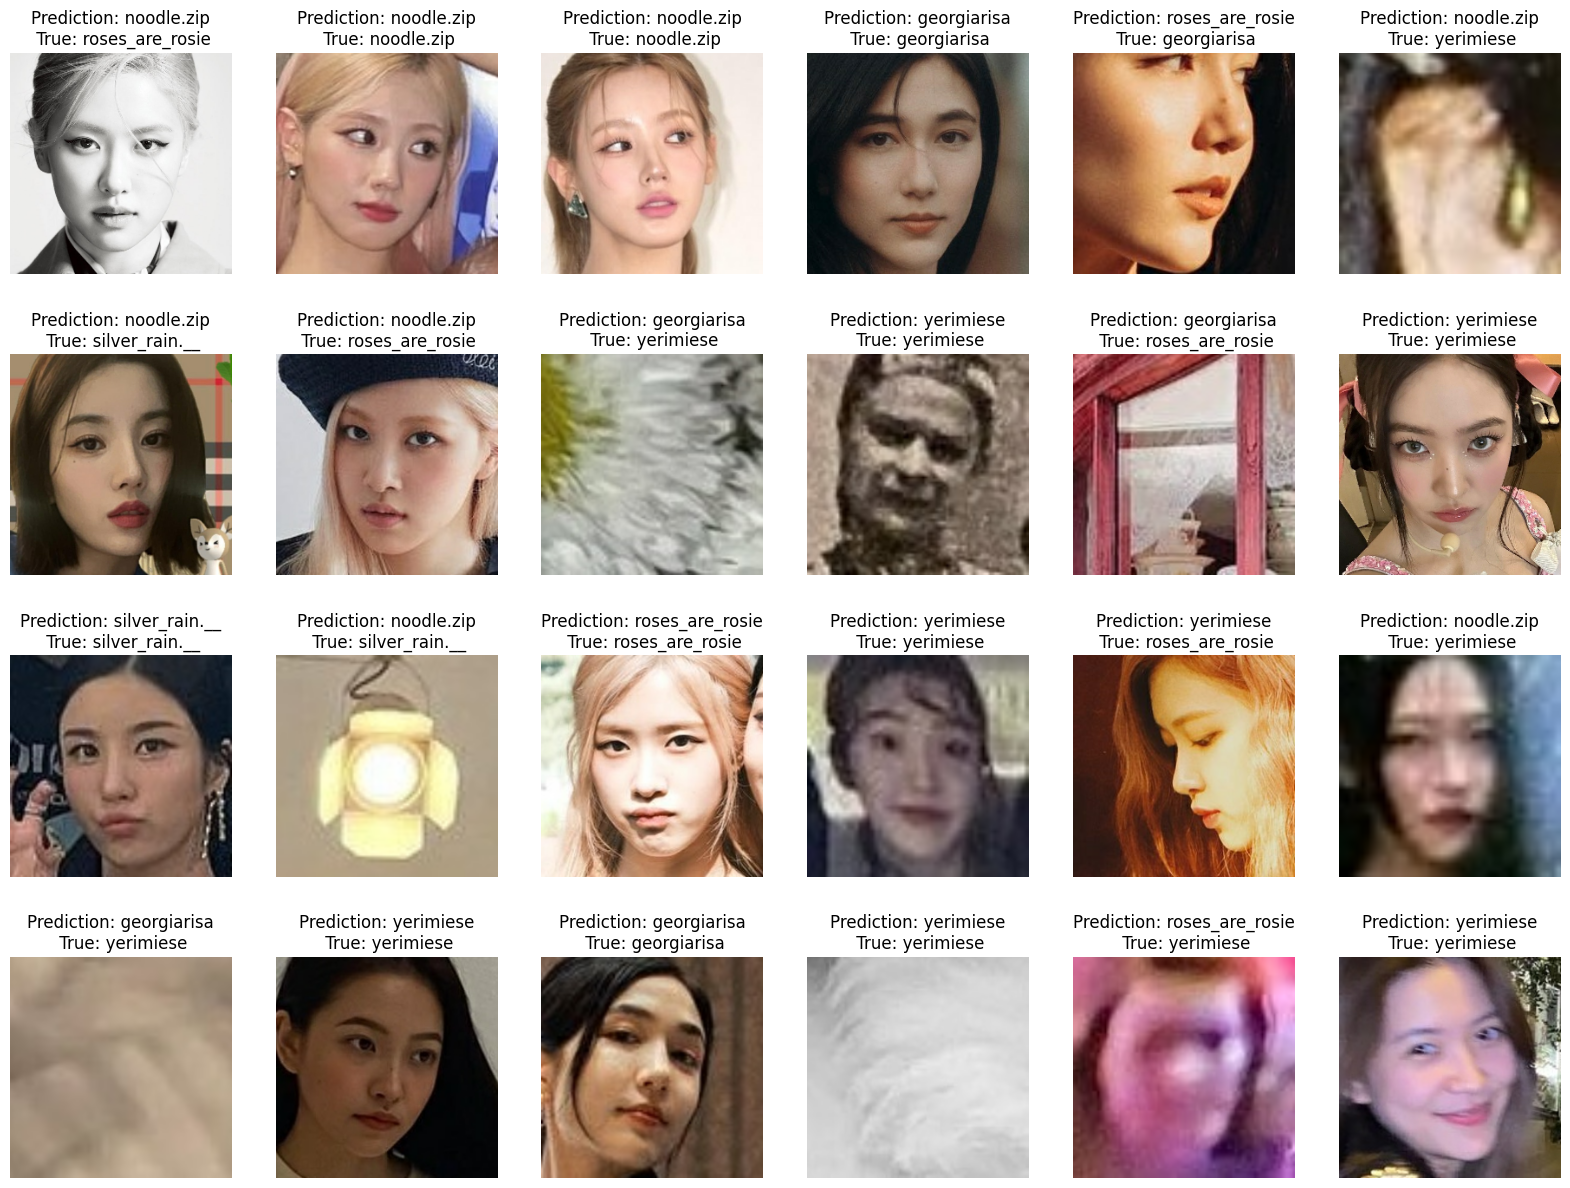 Prediction: noodle.zip
True: roses_are_rosie
Prediction: noodle.zip
True: noodle.zip
Prediction: noodle.zip
True: noodle.zip
Prediction: georgiarisa
True: georgiarisa
Prediction: roses_are_rosie
True: georgiarisa
Prediction: noodle.zip
True: yerimiese
Prediction: noodle.zip
True: silver_rain.__
Prediction: noodle.zip
True: roses_are_rosie
Prediction: georgiarisa
True: yerimiese
Prediction: yerimiese
True: yerimiese
Prediction: georgiarisa
True: roses_are_rosie
Prediction: yerimiese
True: yerimiese
Prediction: silver_rain.__
True: silver_rain.__
Prediction: noodle.zip
True: silver_rain.__
Prediction: roses_are_rosie
True: roses_are_rosie
Prediction: yerimiese
True: yerimiese
Prediction: yerimiese
True: roses_are_rosie
Prediction: noodle.zip
True: yerimiese
Prediction: georgiarisa
True: yerimiese
Prediction: yerimiese
True: yerimiese
Prediction: georgiarisa
True: georgiarisa
Prediction: yerimiese
True: yerimiese
Prediction: roses_are_rosie
True: yerimiese
Prediction: yerimiese
True: yerimiese